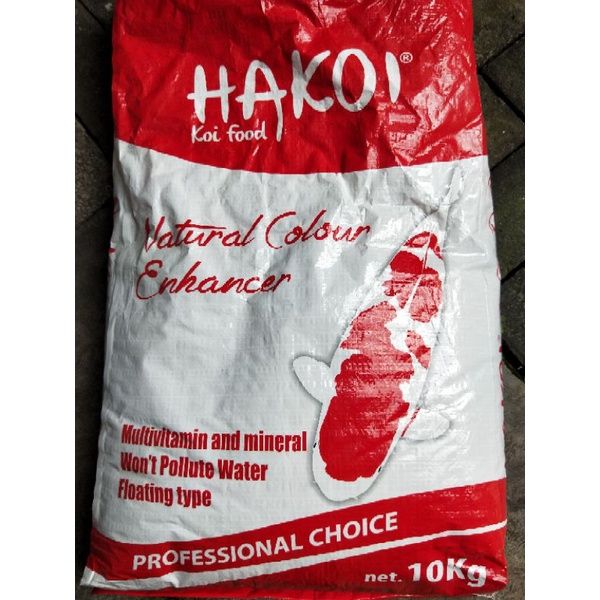 HAKOI®
Koi food
Natural Colour
Enhancer
Multivitamin and mineral
Won't Pollute Water
Floating type
PROFESSIONAL CHOICE
net. 10Kg